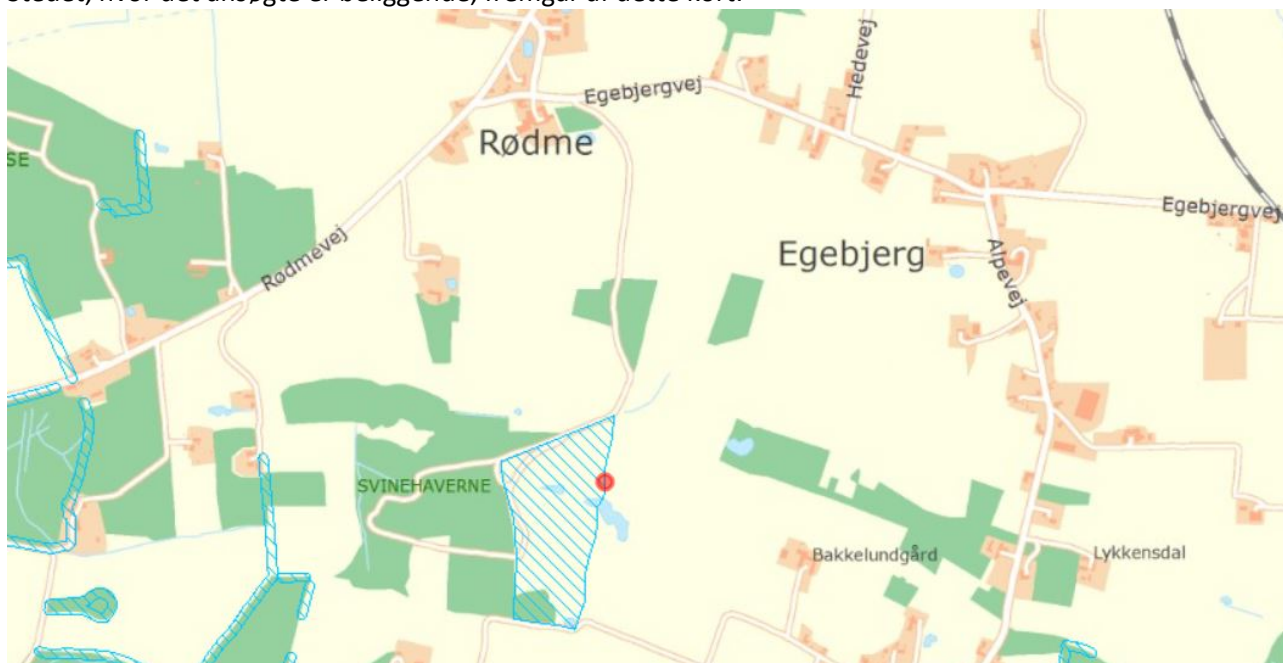 stedet, hvor det ansøgte er beliggende, fremgår af dette kort:
Egebjergvej
Hedevej
Rødme
SE
Egebjergvej
Rødmevej
Egebjerg
Alpevej
SVINEHAVERNE
Bakkelundgård
Lykkensdal